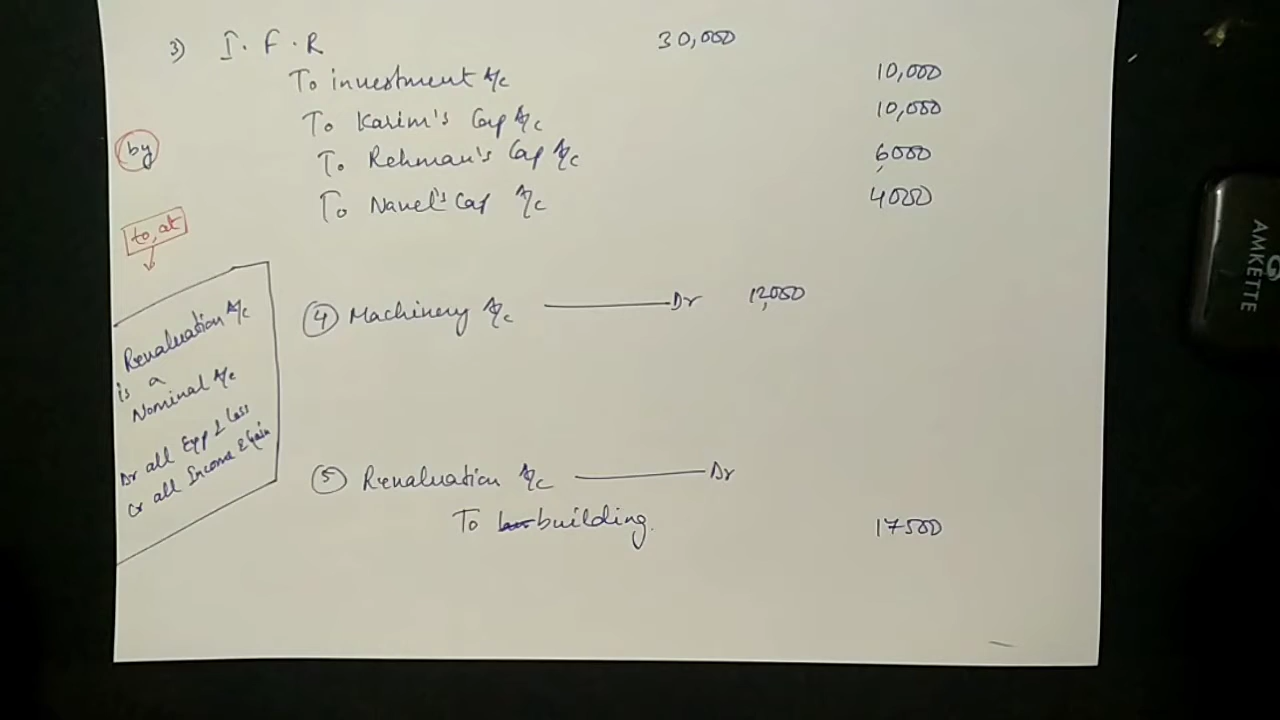 3) I.F.R 30,000
To investment A/c 10,000
To Karim's Cap A/c 10,000
To Rehman's Cap A/c 6,000
To Navel's Cap A/c 4000
by
to, at
Revaluation A/c
is a
Nominal A/c
Dr all Exp & Loss
Cr all Income & Gain
④ Machinery A/c Dr 12,000
⑤ Revaluation A/c Dr
To building. 17500
AMKETTE